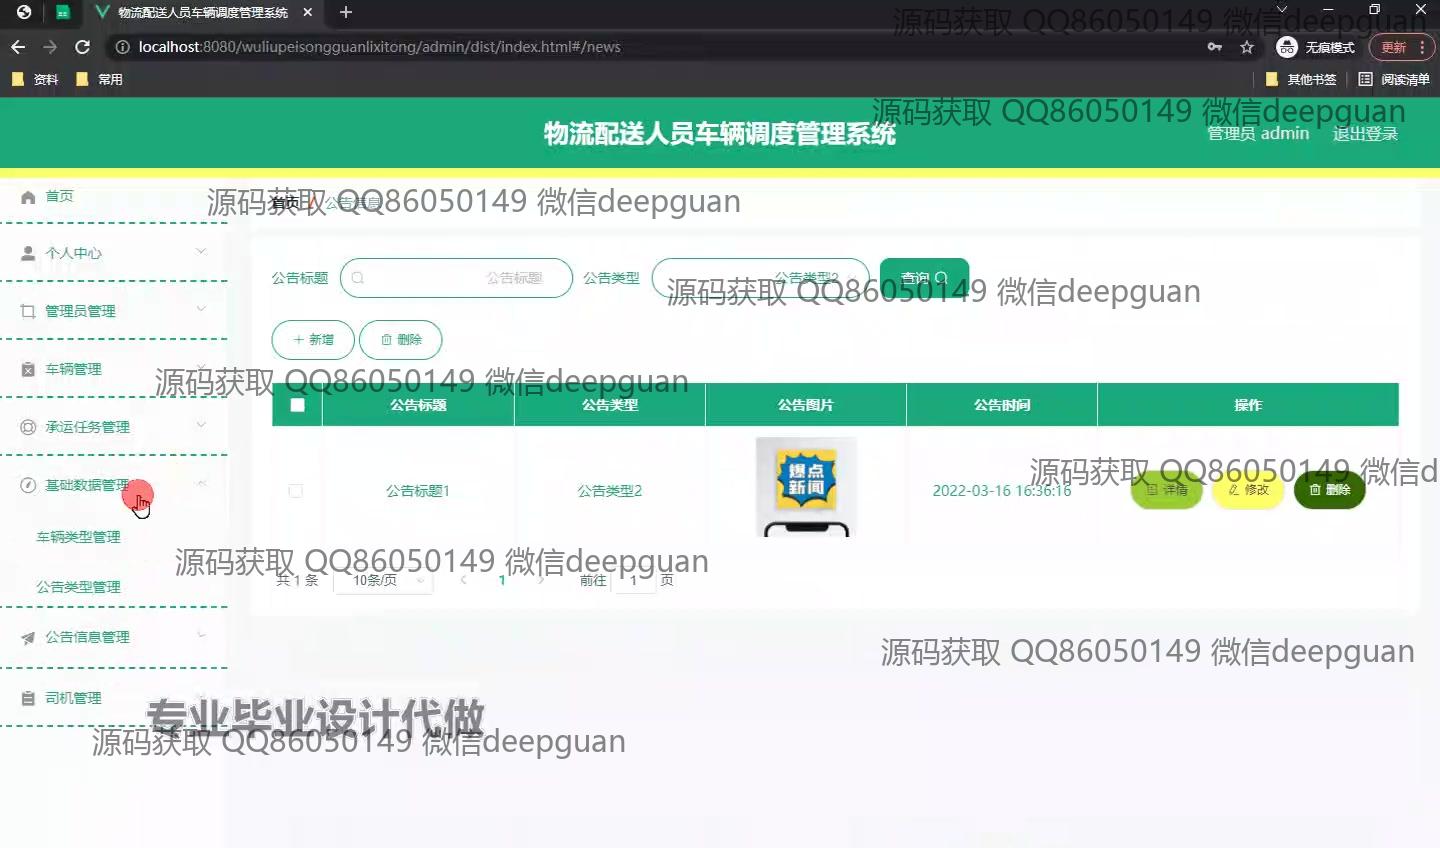 物流配送人员车辆调度管理系统
源码获取 QQ86050149 微信deepguan
localhost:8080/wuliupeisongguanlixitong/admin/dist/index.html#/news
无痕模式
更新
资料
常用
其他书签
阅读清单
源码获取 QQ86050149 微信deepguan
物流配送人员车辆调度管理系统
管理员 admin
退出登录
首页
首页 / 公告信息
源码获取 QQ86050149 微信deepguan
个人中心
公告标题
公告标题
公告类型
公告类型2
查询
源码获取 QQ86050149 微信deepguan
管理员管理
新增
删除
车辆管理
源码获取 QQ86050149 微信deepguan
公告标题
公告类型
公告图片
公告时间
操作
承运任务管理
爆点
新闻
源码获取 QQ86050149 微信d
基础数据管理
公告标题1
公告类型2
2022-03-16 16:36:16
详情
修改
删除
车辆类型管理
源码获取 QQ86050149 微信deepguan
共 1 条
10条/页
1
前往
1
页
公告类型管理
公告信息管理
源码获取 QQ86050149 微信deepguan
司机管理
专业毕业设计代做
源码获取 QQ86050149 微信deepguan